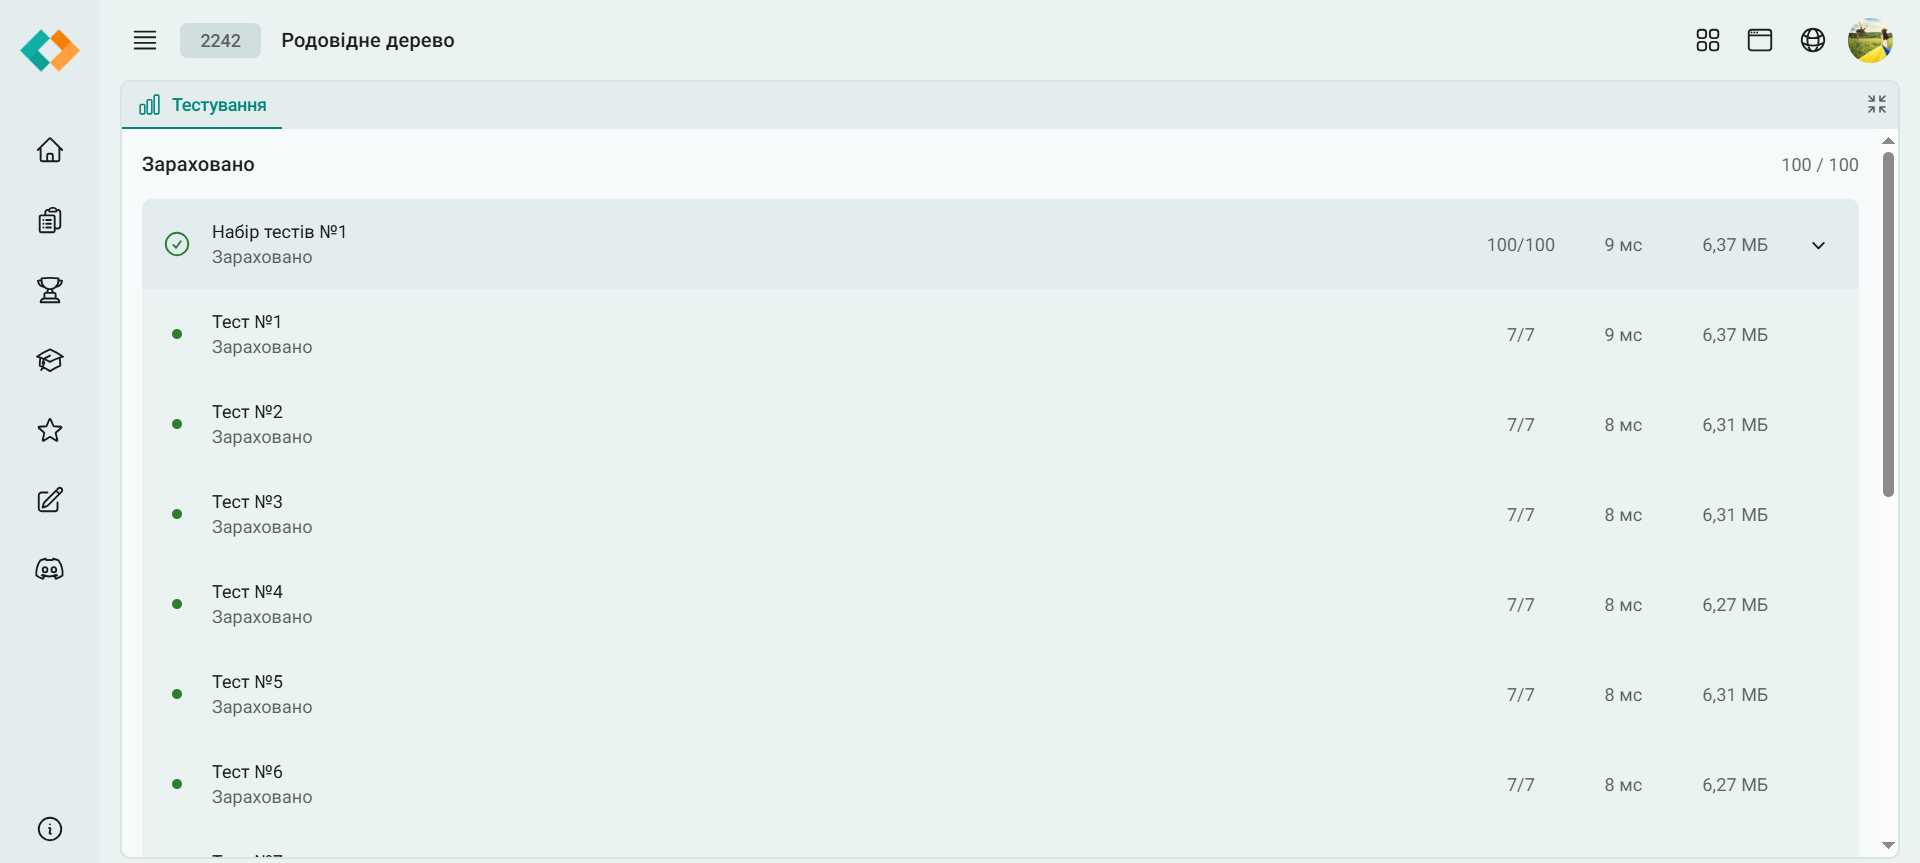 2242 Родовідне дерево
Тестування
Зараховано 100 / 100
Набір тестів №1
Зараховано
100/100 9 мс 6,37 МБ
Тест №1
Зараховано
7/7 9 мс 6,37 МБ
Тест №2
Зараховано
7/7 8 мс 6,31 МБ
Тест №3
Зараховано
7/7 8 мс 6,31 МБ
Тест №4
Зараховано
7/7 8 мс 6,27 МБ
Тест №5
Зараховано
7/7 8 мс 6,31 МБ
Тест №6
Зараховано
7/7 8 мс 6,27 МБ